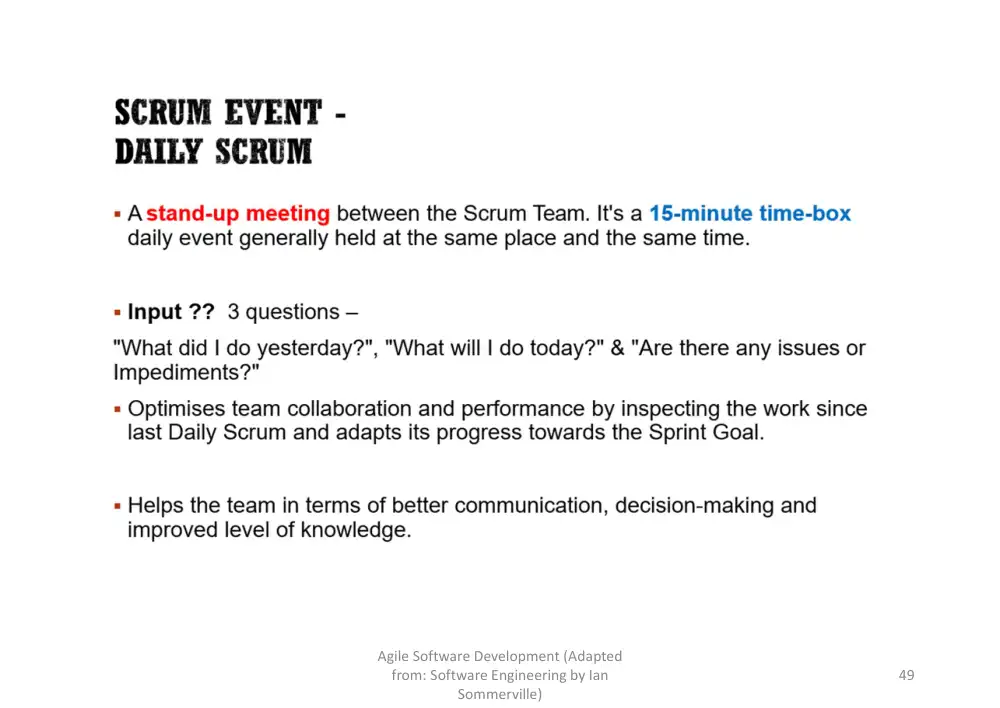 SCRUM EVENT -
DAILY SCRUM
▪ A stand-up meeting between the Scrum Team. It's a 15-minute time-box
daily event generally held at the same place and the same time.
▪ Input ?? 3 questions –
"What did I do yesterday?", "What will I do today?" & "Are there any issues or
Impediments?"
▪ Optimises team collaboration and performance by inspecting the work since
last Daily Scrum and adapts its progress towards the Sprint Goal.
▪ Helps the team in terms of better communication, decision-making and
improved level of knowledge.
Agile Software Development (Adapted
from: Software Engineering by Ian
Sommerville)
49